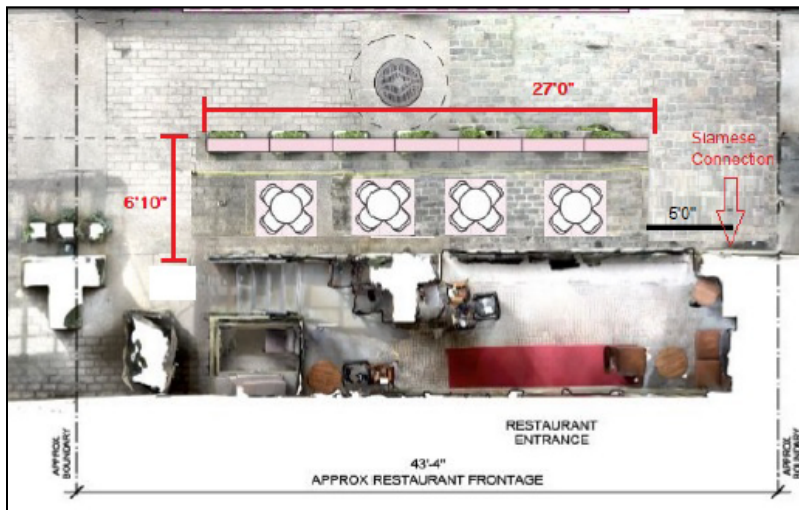 27'0"
Siamese
Connection
6'10"
5'0"
RESTAURANT
ENTRANCE
APPROX
BOUNDARY
43'-4"
APPROX RESTAURANT FRONTAGE
APPROX
BOUNDARY